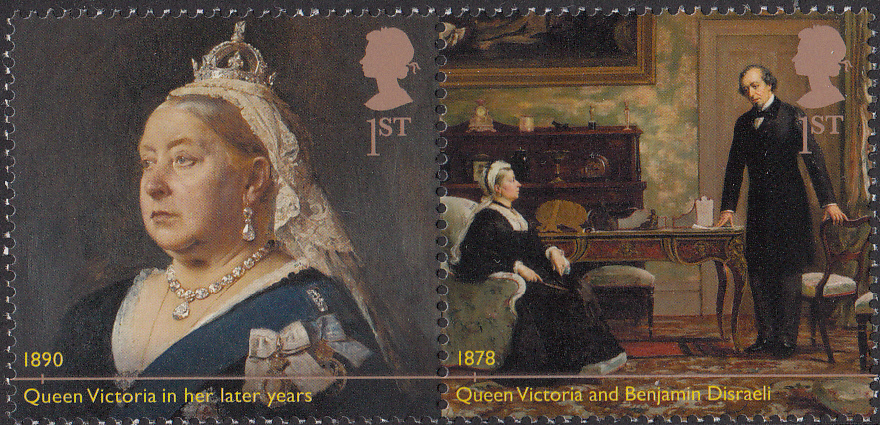 1ST
1890
Queen Victoria in her later years
1ST
1878
Queen Victoria and Benjamin Disraeli